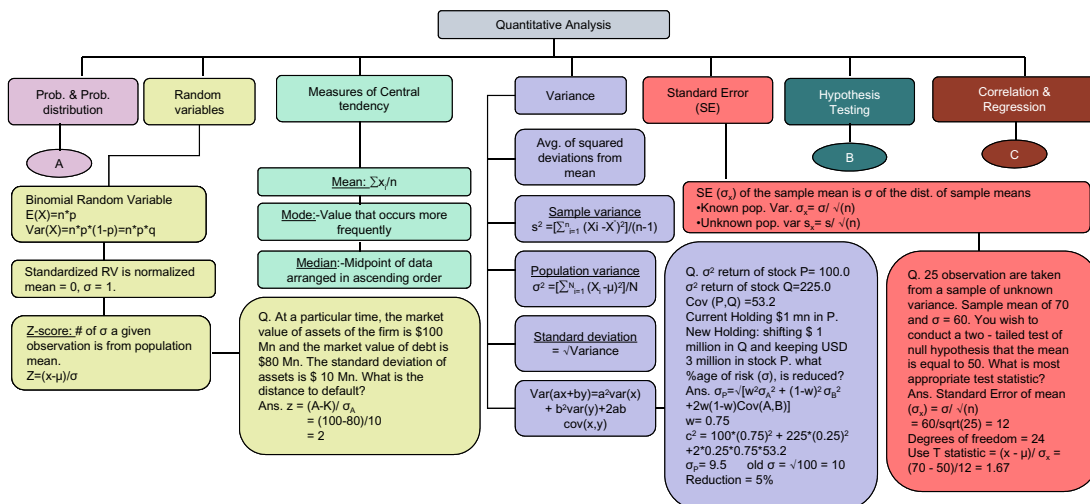 Quantitative Analysis
Prob. & Prob.
distribution
Random
variables
Measures of Central
tendency
Variance
Standard Error
(SE)
Hypothesis
Testing
Correlation &
Regression
A
B
C
Binomial Random Variable
E(X)=n*p
Var(X)=n*p*(1-p)=n*p*q
Standardized RV is normalized
mean = 0, σ = 1.
Z-score: # of σ a given
observation is from population
mean.
Z=(x-μ)/σ
Mean: ∑x/n
Mode:-Value that occurs more
frequently
Median:-Midpoint of data
arranged in ascending order
Q. At a particular time, the market
value of assets of the firm is $100
Mn and the market value of debt is
$80 Mn. The standard deviation of
assets is $ 10 Mn. What is the
distance to default?
Ans. z = (A-K)/ σA
= (100-80)/10
= 2
Avg. of squared
deviations from
mean
Sample variance
s² =[∑ⁿi=1 (Xi -X')²]/(n-1)
Population variance
σ² =[∑ᴺi=1 (Xi -μ)²]/N
Standard deviation
= √Variance
Var(ax+by)=a²var(x)
+ b²var(y)+2ab
cov(x,y)
SE (σx) of the sample mean is σ of the dist. of sample means
•Known pop. Var. σx= σ/ √(n)
•Unknown pop. var sx= s/ √(n)
Q. σ² return of stock P= 100.0
σ² return of stock Q=225.0
Cov (P,Q) =53.2
Current Holding $1 mn in P.
New Holding: shifting $ 1
million in Q and keeping USD
3 million in stock P. what
%age of risk (σ), is reduced?
Ans. σP=√[w²σA² + (1-w)² σB²
+2w(1-w)Cov(A,B)]
w= 0.75
c² = 100*(0.75)² + 225*(0.25)²
+2*0.25*0.75*53.2
σP= 9.5 old σ = √100 = 10
Reduction = 5%
Q. 25 observation are taken
from a sample of unknown
variance. Sample mean of 70
and σ = 60. You wish to
conduct a two - tailed test of
null hypothesis that the mean
is equal to 50. What is most
appropriate test statistic?
Ans. Standard Error of mean
(σx) = σ/ √(n)
= 60/sqrt(25) = 12
Degrees of freedom = 24
Use T statistic = (x - μ)/ σx =
(70 - 50)/12 = 1.67